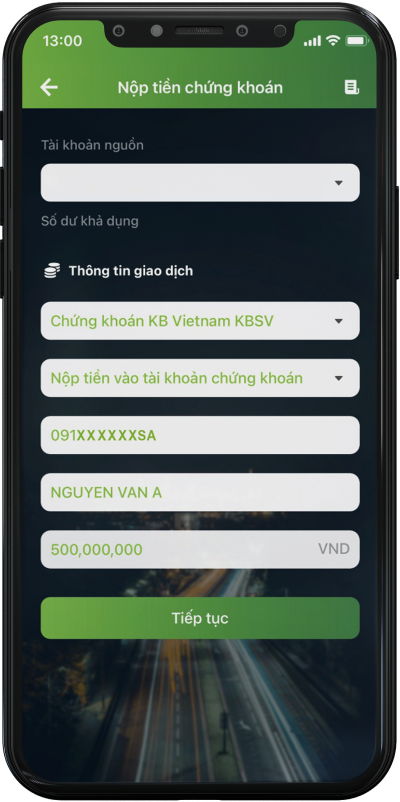 13:00
Nộp tiền chứng khoán
Tài khoản nguồn
Số dư khả dụng
Thông tin giao dịch
Chứng khoán KB Vietnam KBSV
Nộp tiền vào tài khoản chứng khoán
091XXXXXXSA
NGUYEN VAN A
500,000,000 VND
Tiếp tục